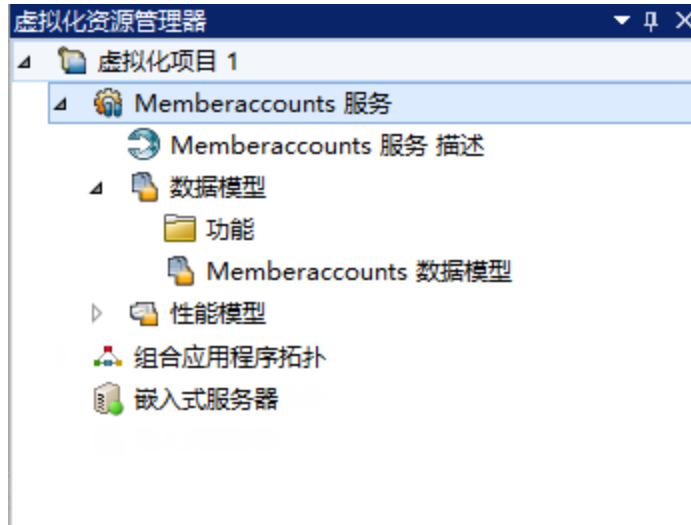 虚拟化资源管理器
虚拟化项目 1
Memberaccounts 服务
Memberaccounts 服务 描述
数据模型
功能
Memberaccounts 数据模型
性能模型
组合应用程序拓扑
嵌入式服务器